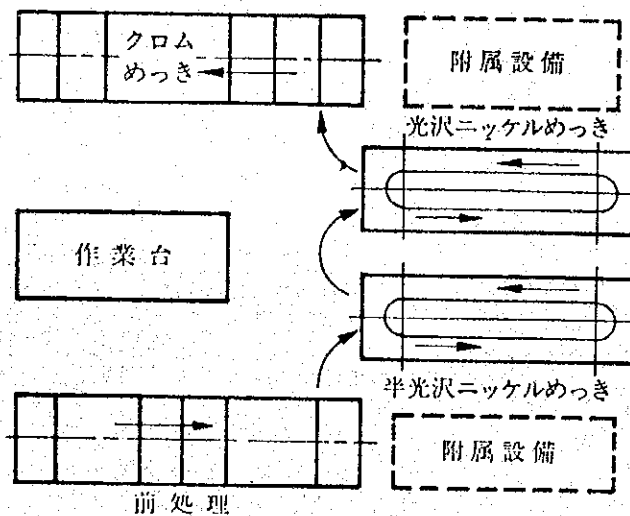 クロム
めっき
附属設備
光沢ニッケルめっき
作業台
半光沢ニッケルめっき
附属設備
前処理